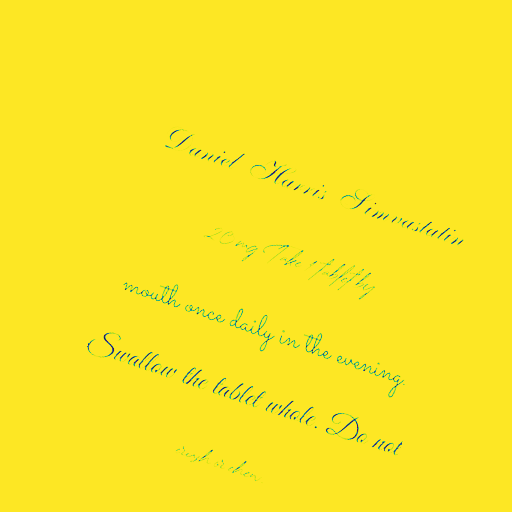 Daniel Harris Simvastatin
20 mg Take 1 tablet by
mouth once daily in the evening.
Swallow the tablet whole. Do not
crush or chew